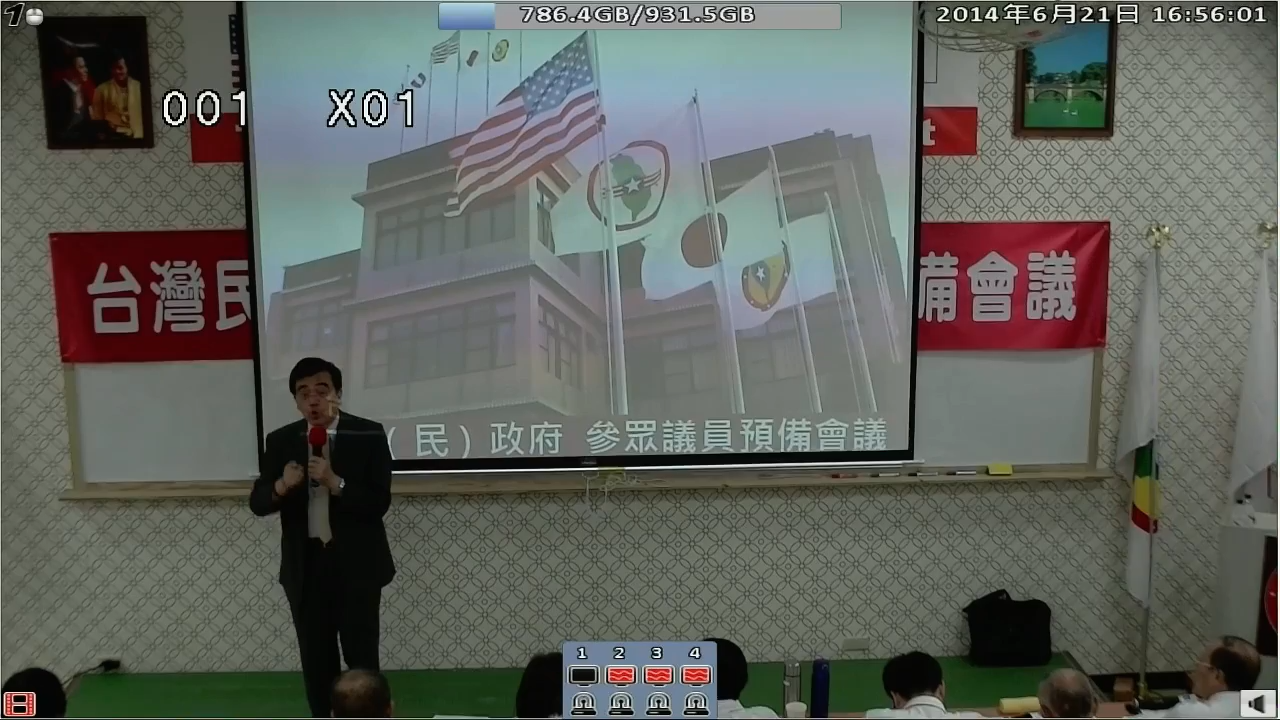 786.4GB/931.5GB
2014年6月21日 16:56:01
001 X01
t
台灣民
備會議
(民)政府 參眾議員預備會議
1 2 3 4